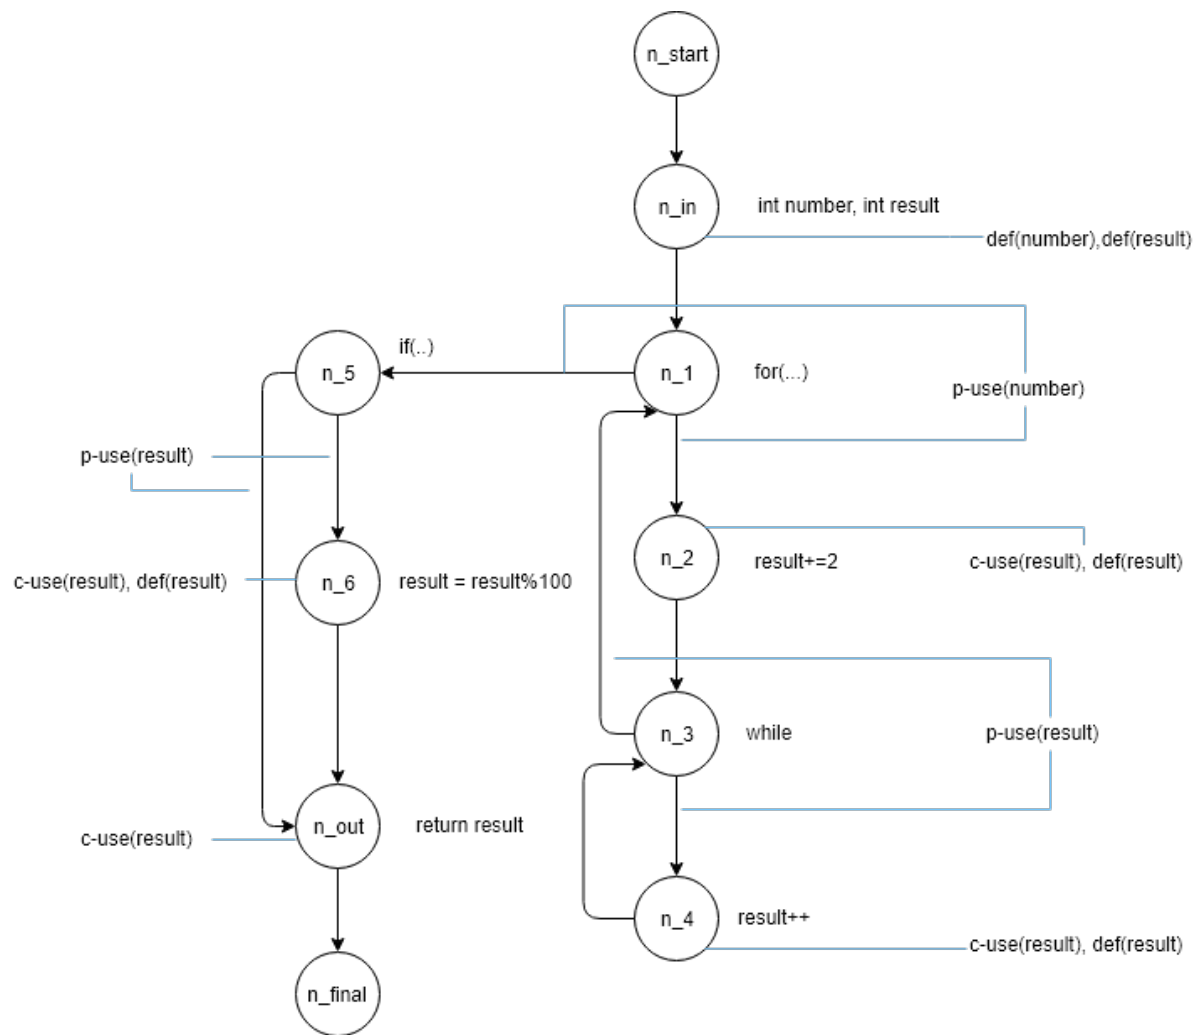 n_start
n_in
int number, int result
def(number),def(result)
if(..)
n_5
n_1
for(...)
p-use(number)
p-use(result)
n_2
result+=2
c-use(result), def(result)
c-use(result), def(result)
n_6
result = result%100
n_3
while
p-use(result)
c-use(result)
n_out
return result
n_4
result++
c-use(result), def(result)
n_final